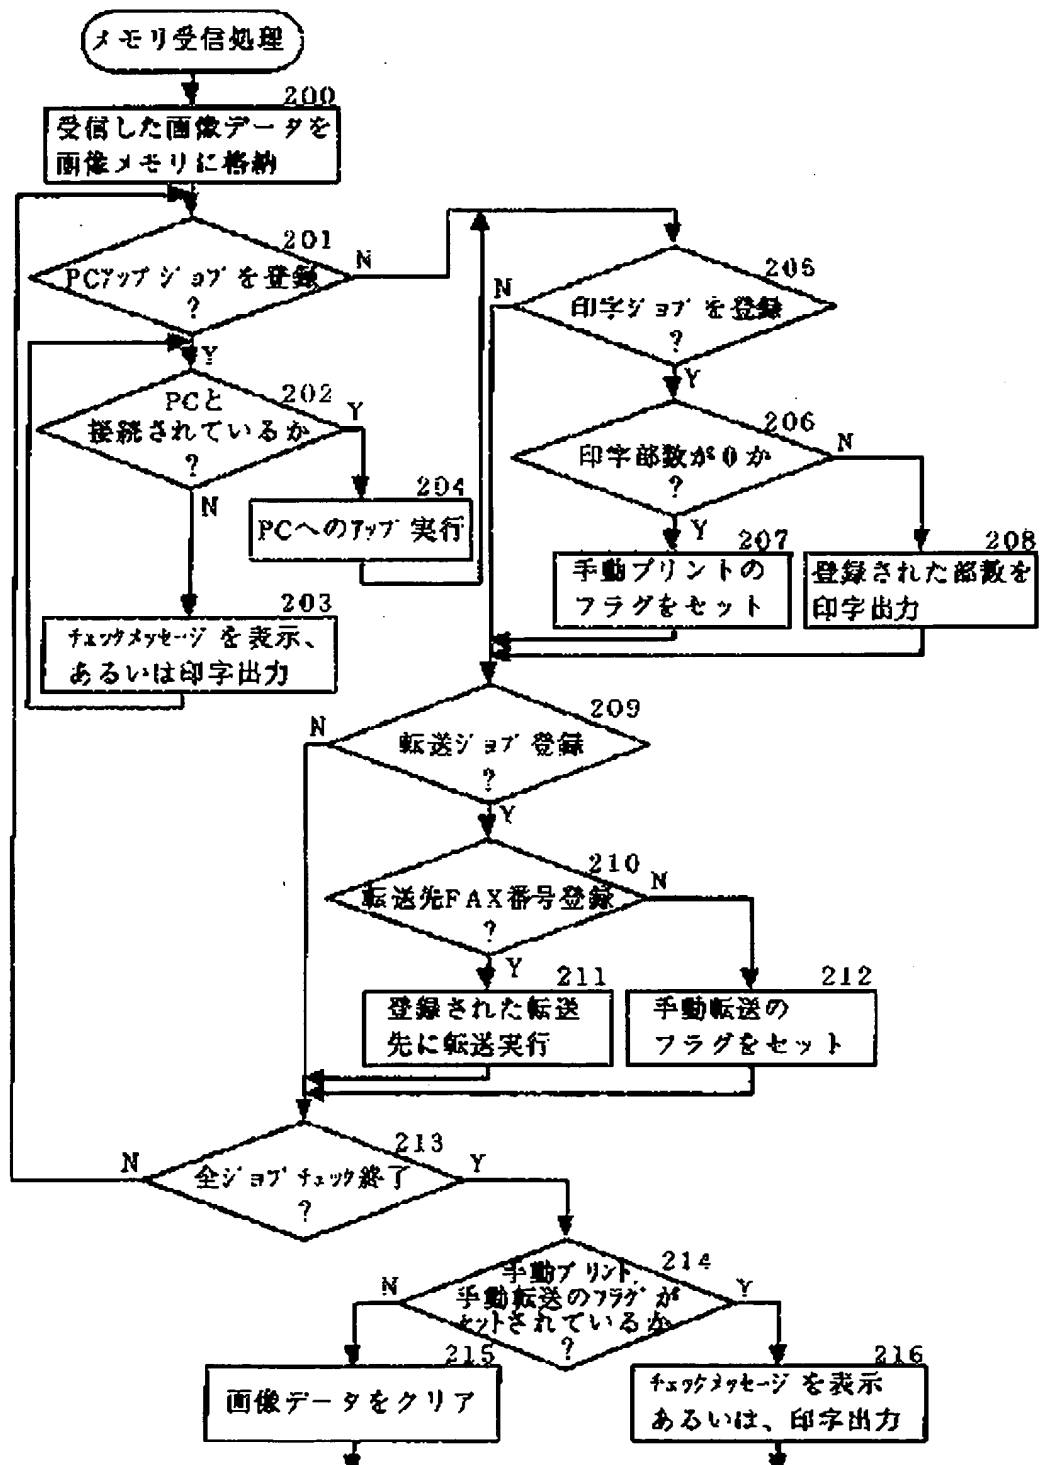 メモリ受信処理
200
受信した画像データを
画像メモリに格納
201
PCアップジョブを登録
?
N
Y
202
PCと
接続されているか
?
Y
N
204
PCへのアップ実行
203
チェックメッセージを表示、
あるいは印字出力
205
N
印字ジョブを登録
?
Y
206
印字部数が0か
?
N
Y
207
手動プリントの
フラグをセット
208
登録された部数を
印字出力
209
N
転送ジョブ登録
?
Y
210
転送先FAX番号登録
?
N
Y
211
登録された転送
先に転送実行
212
手動転送の
フラグをセット
213
N
Y
全ジョブチェック終了
?
214
手動プリント,
手動転送のフラグが
セットされているか
?
N
Y
215
画像データをクリア
216
チェックメッセージを表示
あるいは、印字出力